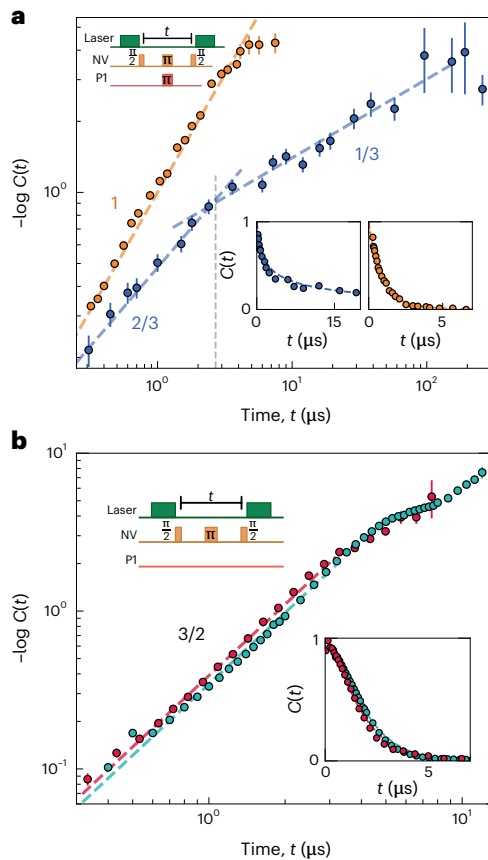 a
Laser
t
π/2 π/2
NV π
P1 π
1
1/3
2/3
10⁰
–log C(t)
C(t)
1
0
0 15
t (μs)
1
0
0 5
t (μs)
10⁰ 10¹ 10²
Time, t (μs)
b
10¹
t
Laser
π/2 π π/2
NV
P1
3/2
10⁰
–log C(t)
10⁻¹
C(t)
1
0
0 5
t (μs)
10⁰ 10¹
Time, t (μs)